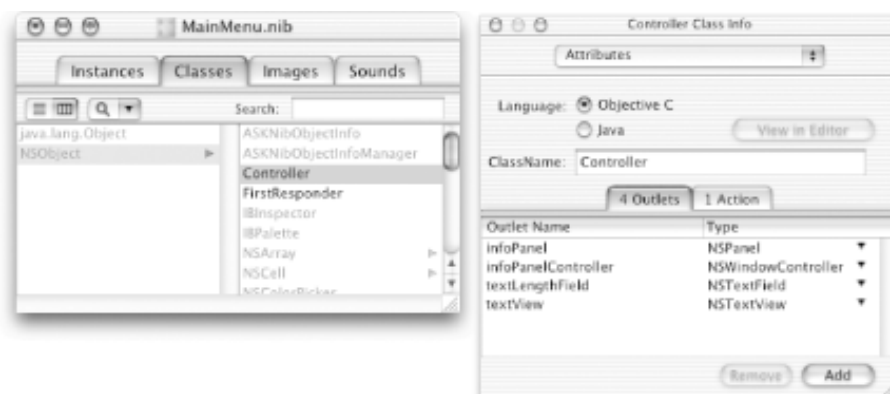 MainMenu.nib
Instances Classes Images Sounds
Search:
java.lang.Object
NSObject
ASKNibObjectInfo
ASKNibObjectInfoManager
Controller
FirstResponder
IBInspector
IBPalette
NSArray
NSCell
NSColorPicker
Controller Class Info
Attributes
Language: Objective C
Java
View in Editor
ClassName: Controller
4 Outlets 1 Action
Outlet Name Type
infoPanel NSPanel
infoPanelController NSWindowController
textLengthField NSTextField
textView NSTextView
Remove Add